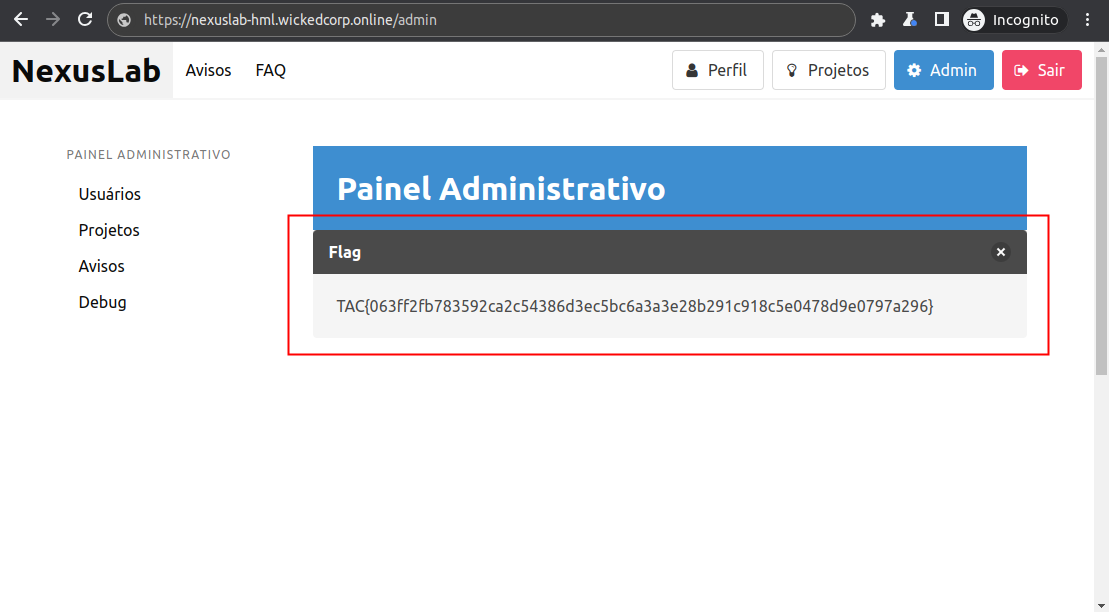 https://nexuslab-hml.wickedcorp.online/admin
Incognito
NexusLab
Avisos
FAQ
Perfil
Projetos
Admin
Sair
PAINEL ADMINISTRATIVO
Usuários
Projetos
Avisos
Debug
Painel Administrativo
Flag
TAC{063ff2fb783592ca2c54386d3ec5bc6a3a3e28b291c918c5e0478d9e0797a296}